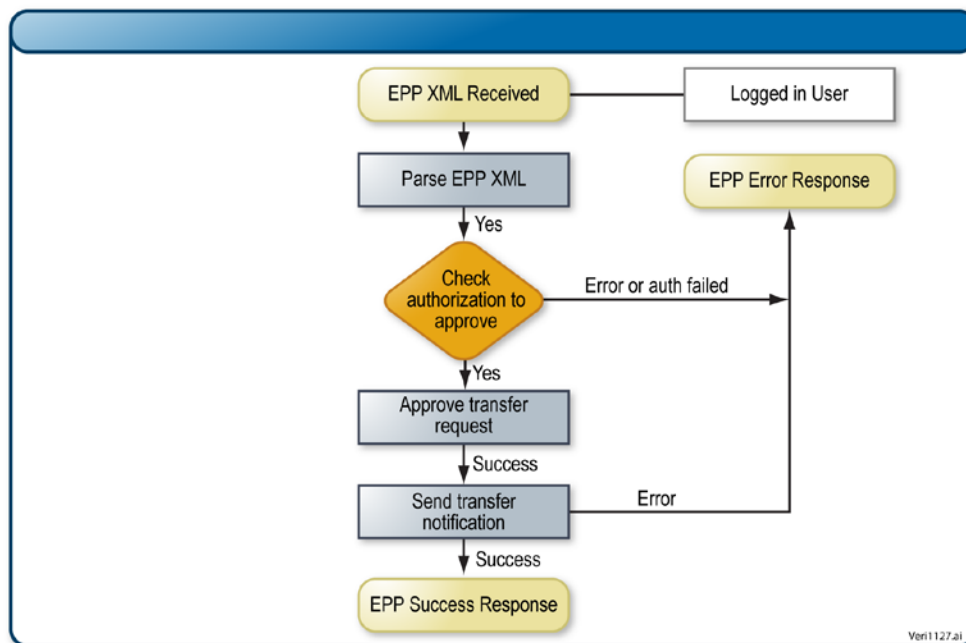 EPP XML Received
Logged in User
Parse EPP XML
EPP Error Response
Yes
Check
authorization to
approve
Error or auth failed
Yes
Approve transfer
request
Success
Send transfer
notification
Error
Success
EPP Success Response
Veri1127.ai